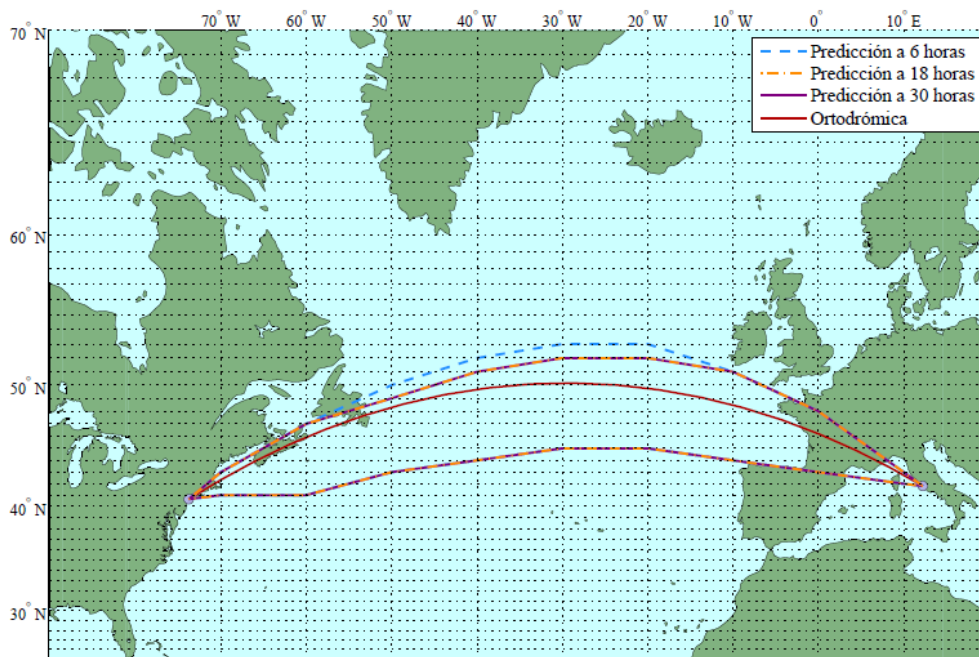 70° W 60° W 50° W 40° W 30° W 20° W 10° W 0° 10° E
70° N
Predicción a 6 horas
Predicción a 18 horas
Predicción a 30 horas
Ortodrómica
60° N
50° N
40° N
30° N